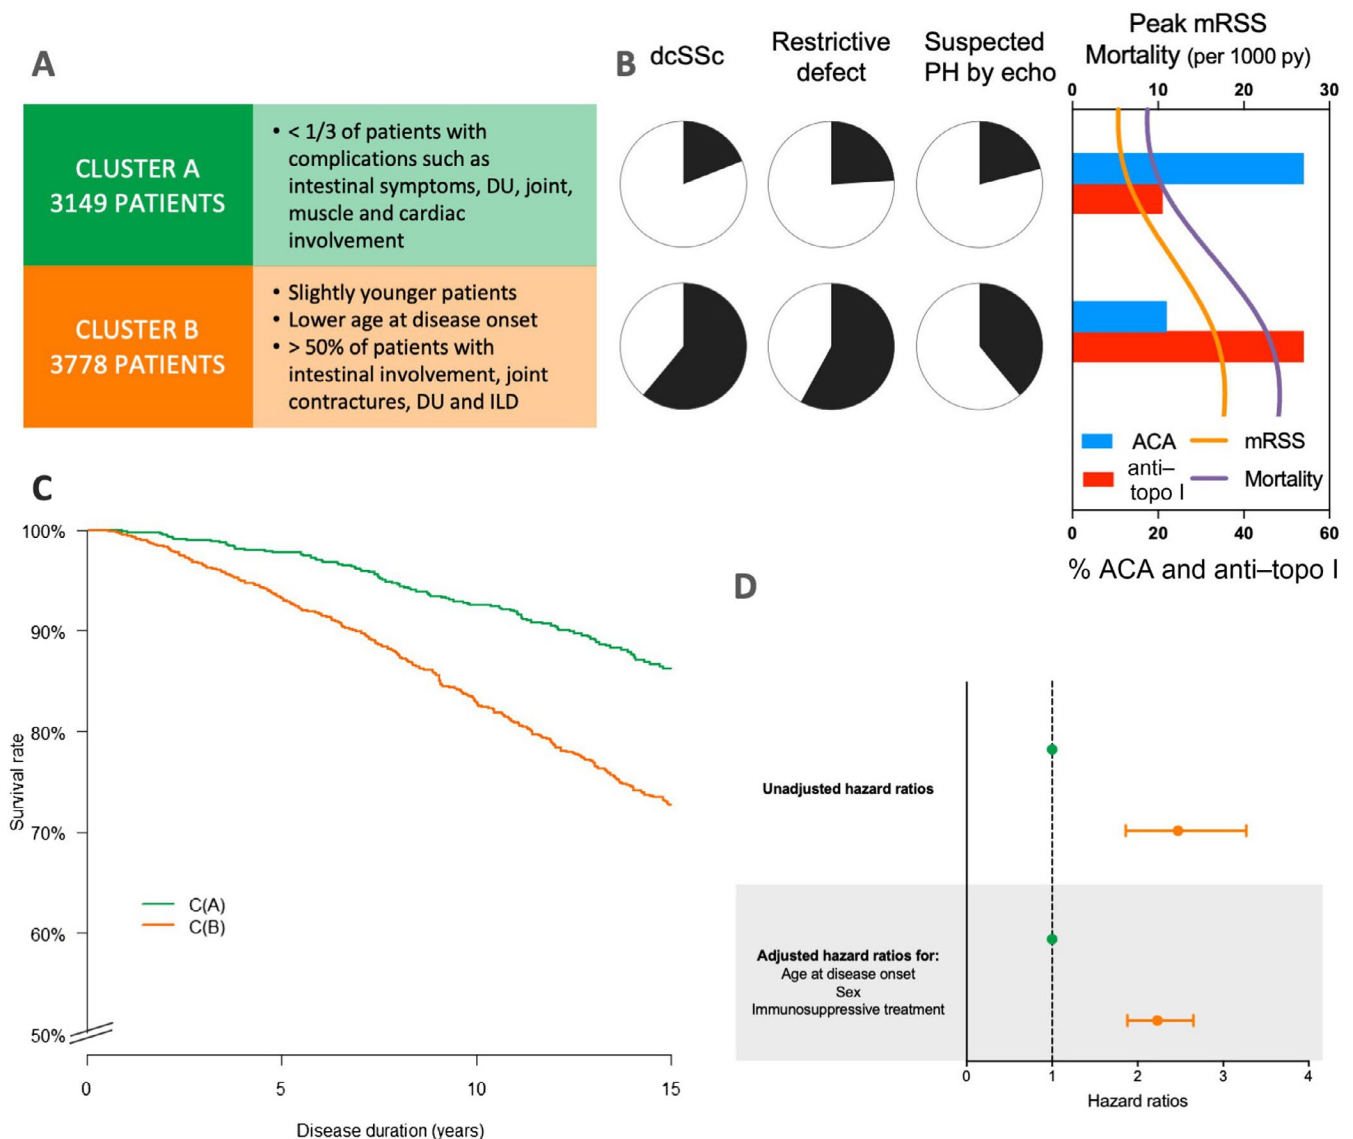 A
CLUSTER A
3149 PATIENTS
• < 1/3 of patients with
complications such as
intestinal symptoms, DU, joint,
muscle and cardiac
involvement
CLUSTER B
3778 PATIENTS
• Slightly younger patients
• Lower age at disease onset
• > 50% of patients with
intestinal involvement, joint
contractures, DU and ILD
B
dcSSc
Restrictive
defect
Suspected
PH by echo
Peak mRSS
Mortality (per 1000 py)
0 10 20 30
ACA
mRSS
anti–
topo I
Mortality
0 20 40 60
% ACA and anti–topo I
C
100%
90%
80%
70%
60%
50%
Survival rate
C(A)
C(B)
0 5 10 15
Disease duration (years)
D
Unadjusted hazard ratios
Adjusted hazard ratios for:
Age at disease onset
Sex
Immunosuppressive treatment
0 1 2 3 4
Hazard ratios